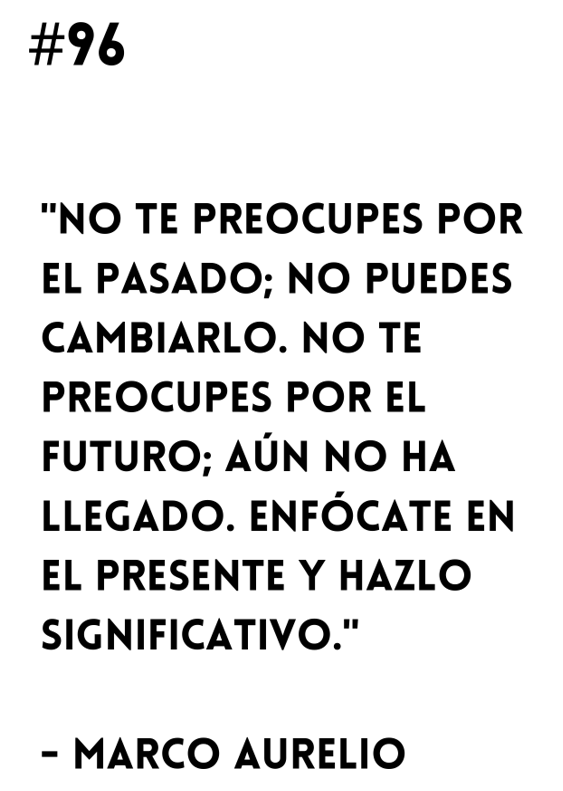 #96
"NO TE PREOCUPES POR
EL PASADO; NO PUEDES
CAMBIARLO. NO TE
PREOCUPES POR EL
FUTURO; AÚN NO HA
LLEGADO. ENFÓCATE EN
EL PRESENTE Y HAZLO
SIGNIFICATIVO."
- MARCO AURELIO